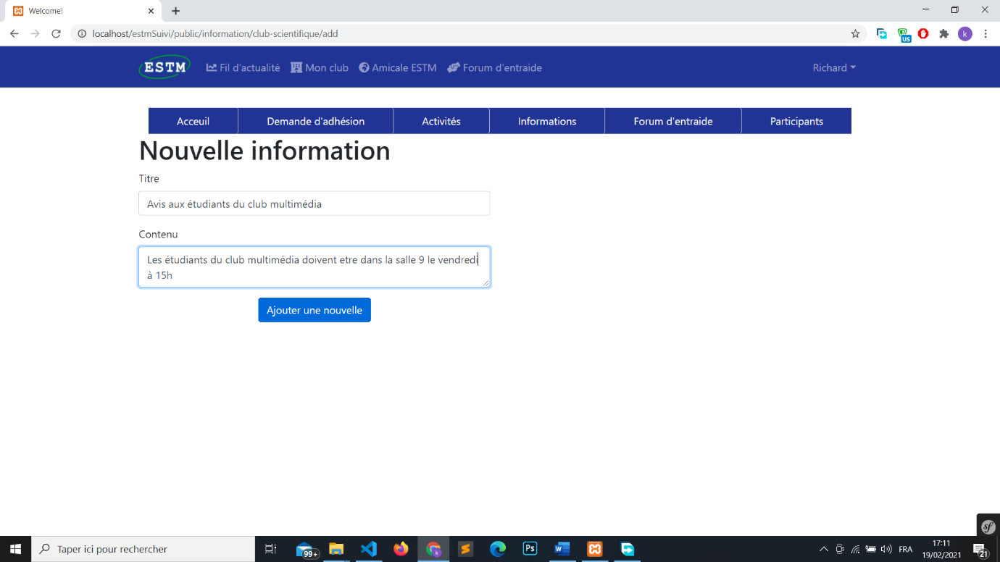 Welcome!
localhost/estmSuivi/public/information/club-scientifique/add
US
k
ESTM
Fil d'actualité
Mon club
Amicale ESTM
Forum d'entraide
Richard
Acceuil
Demande d'adhésion
Activités
Informations
Forum d'entraide
Participants
Nouvelle information
Titre
Avis aux étudiants du club multimédia
Contenu
Les étudiants du club multimédia doivent etre dans la salle 9 le vendredi
à 15h
Ajouter une nouvelle
sf
Taper ici pour rechercher
99+
k
Ps
W
FRA
17:11
19/02/2021
21